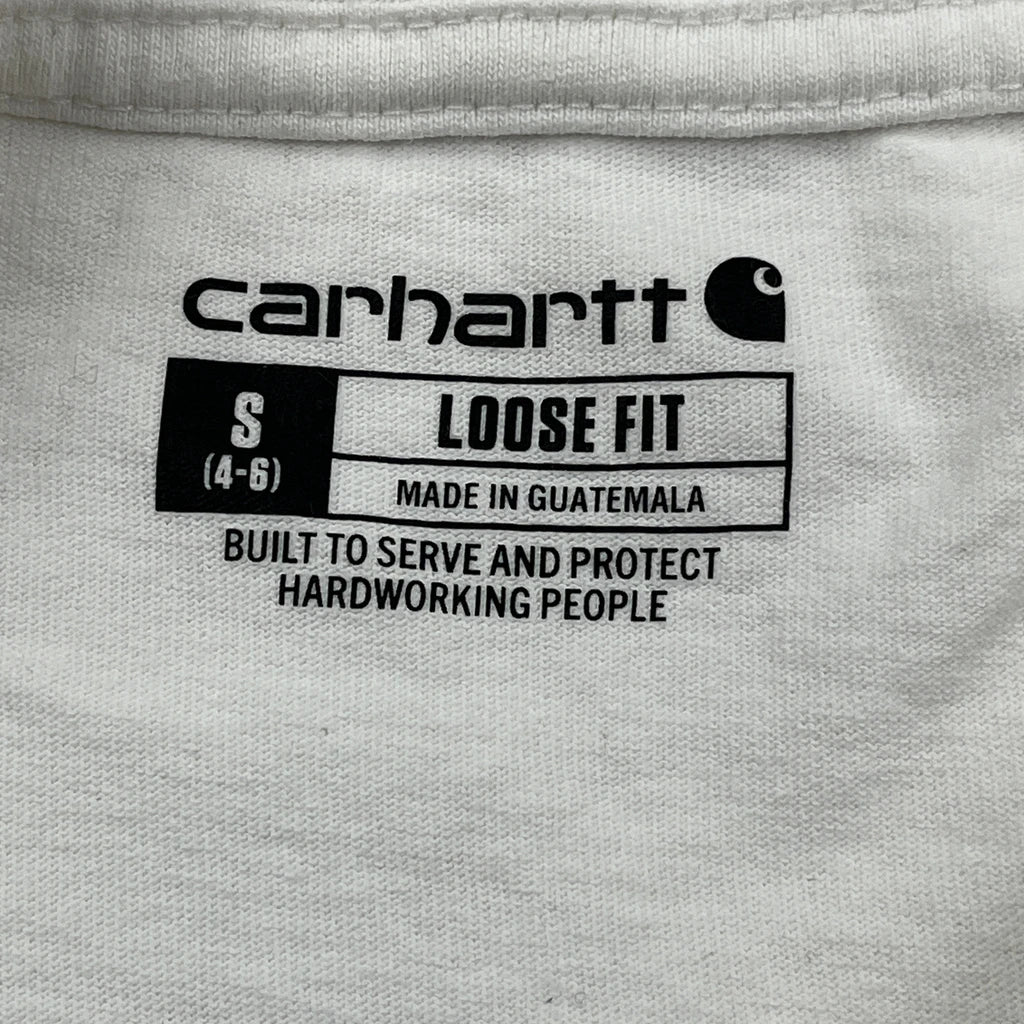 carhartt
S
(4-6)
LOOSE FIT
MADE IN GUATEMALA
BUILT TO SERVE AND PROTECT
HARDWORKING PEOPLE